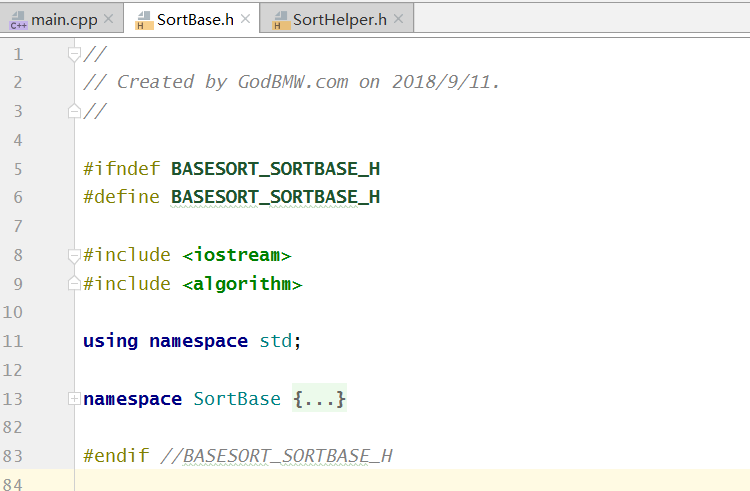 main.cpp SortBase.h SortHelper.h
1 //
2 // Created by GodBMW.com on 2018/9/11.
3 //
4
5 #ifndef BASESORT_SORTBASE_H
6 #define BASESORT_SORTBASE_H
7
8 #include <iostream>
9 #include <algorithm>
10
11 using namespace std;
12
13 namespace SortBase {...}
82
83 #endif //BASESORT_SORTBASE_H
84